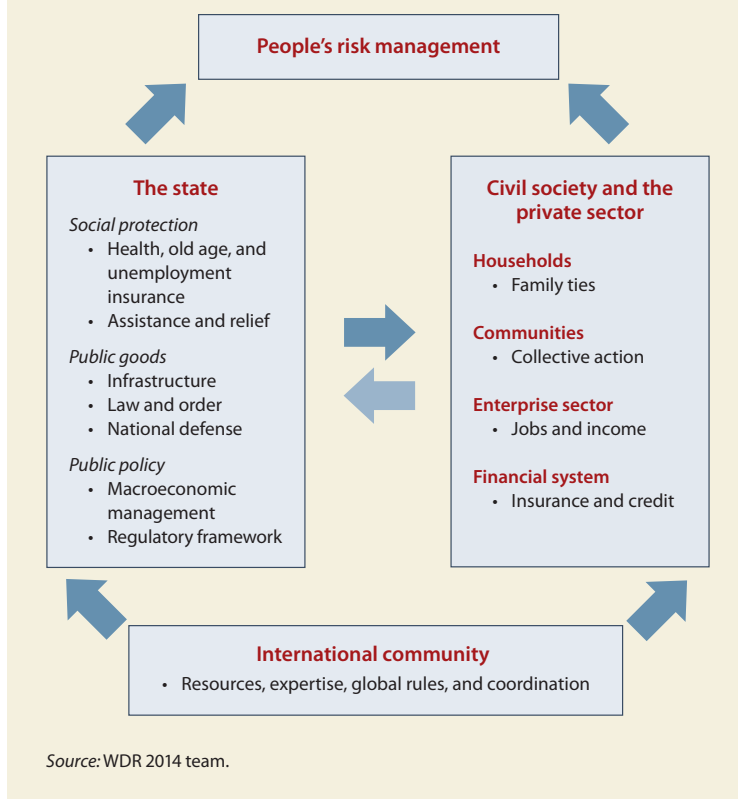 People’s risk management
The state
Social protection
• Health, old age, and
unemployment
insurance
• Assistance and relief
Public goods
• Infrastructure
• Law and order
• National defense
Public policy
• Macroeconomic
management
• Regulatory framework
Civil society and the
private sector
Households
• Family ties
Communities
• Collective action
Enterprise sector
• Jobs and income
Financial system
• Insurance and credit
International community
• Resources, expertise, global rules, and coordination
Source: WDR 2014 team.